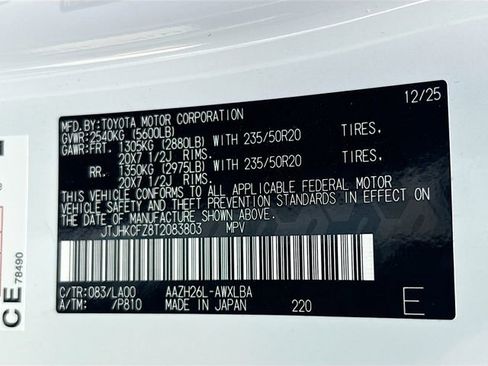 12/25
MFD.BY:TOYOTA MOTOR CORPORATION
GVWR:2540KG (5600LB)
GAWR:FRT. 1305KG (2880LB) WITH 235/50R20 TIRES,
20X7 1/2J RIMS.
RR. 1350KG (2975LB) WITH 235/50R20 TIRES,
20X7 1/2J RIMS.
THIS VEHICLE CONFORMS TO ALL APPLICABLE FEDERAL MOTOR
VEHICLE SAFETY AND THEFT PREVENTION STANDARDS IN EFFECT
ON THE DATE OF MANUFACTURE SHOWN ABOVE.
JTJHKCFZ8T2083803 MPV
C/TR:083/LA00 AAZH26L-AWXLBA
A/TM: /P810 MADE IN JAPAN 220 E
CE
78490